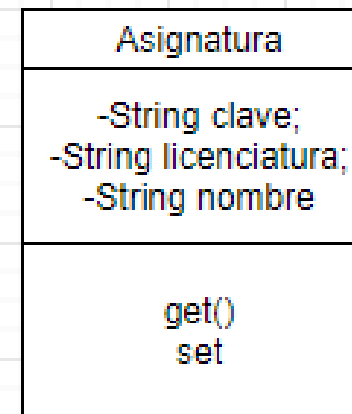 Asignatura
-String clave;
-String licenciatura;
-String nombre
get()
set